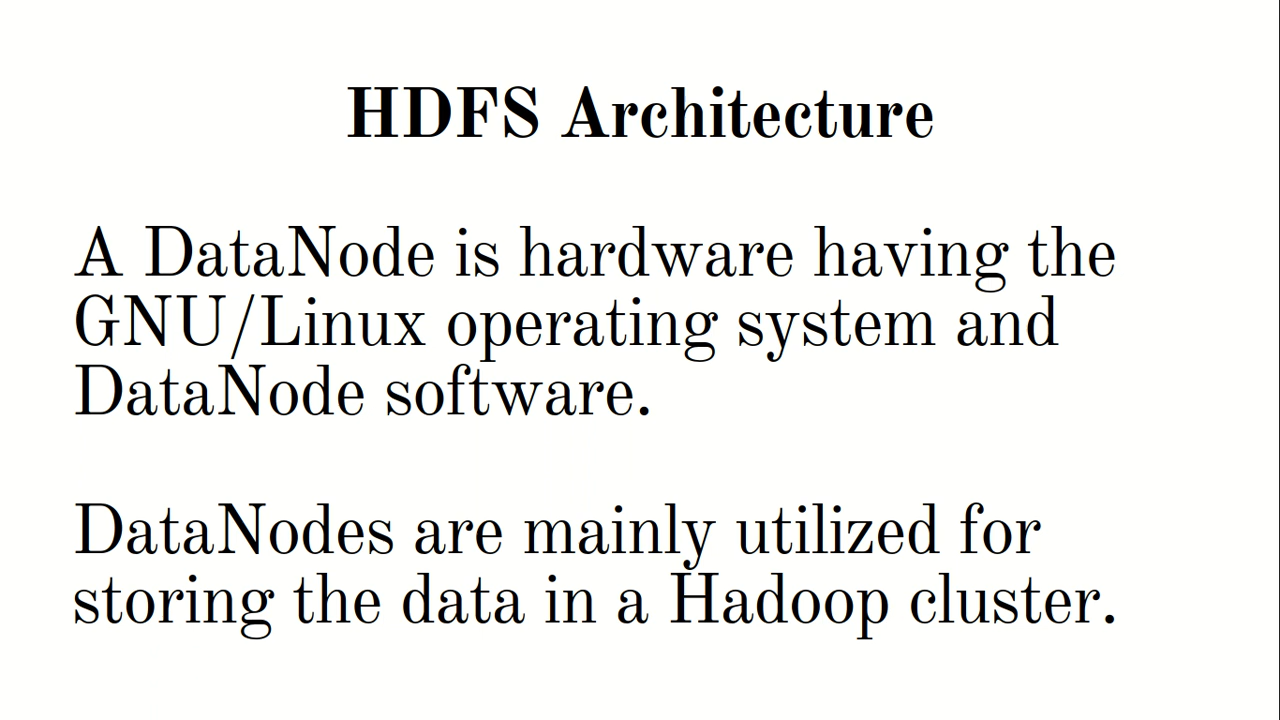 HDFS Architecture
A DataNode is hardware having the
GNU/Linux operating system and
DataNode software.
DataNodes are mainly utilized for
storing the data in a Hadoop cluster.